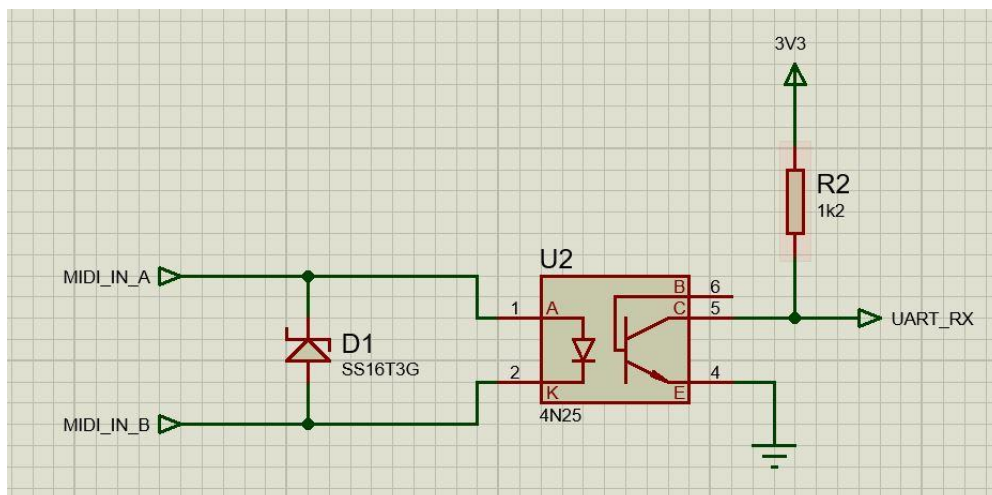 3V3
R2
1k2
U2
MIDI_IN_A
1
A
B
6
C
5
UART_RX
D1
SS16T3G
2
K
E
4
MIDI_IN_B
4N25